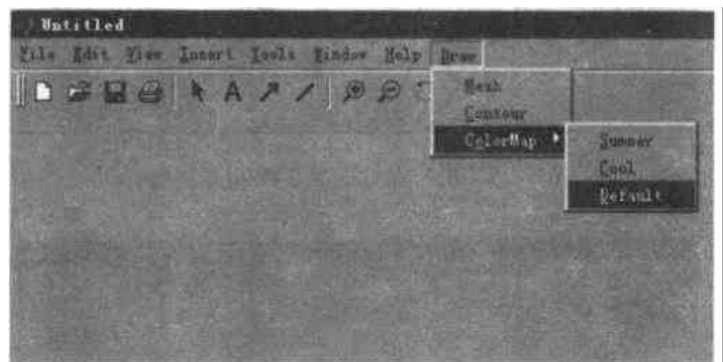 Untitled
File Edit View Insert Tools Window Help Draw
A
Mesh
Contour
ColorMap
Summer
Cool
Default